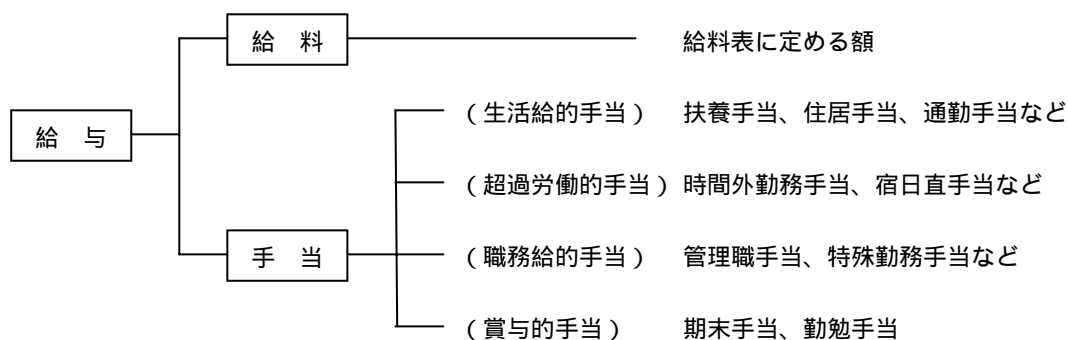 給　料　　給料表に定める額
（生活給的手当）　扶養手当、住居手当、通勤手当など
給　与
（超過労働的手当）時間外勤務手当、宿日直手当など
手　当　（職務給的手当）　管理職手当、特殊勤務手当など
（賞与的手当）　期末手当、勤勉手当